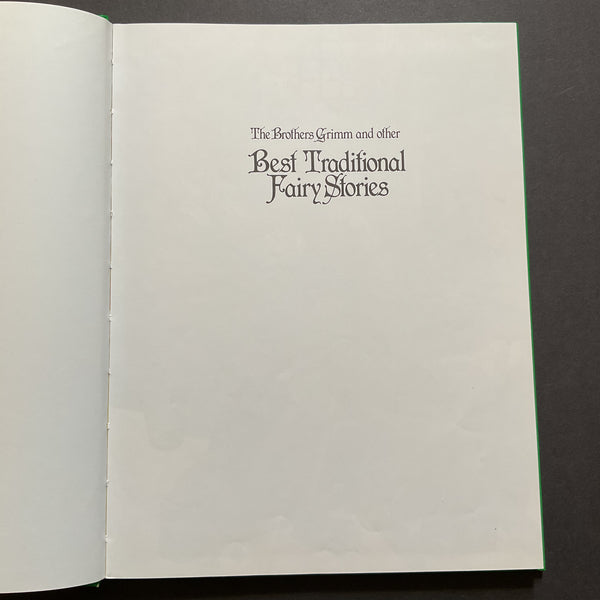 The Brothers Grimm and other
Best Traditional
Fairy Stories